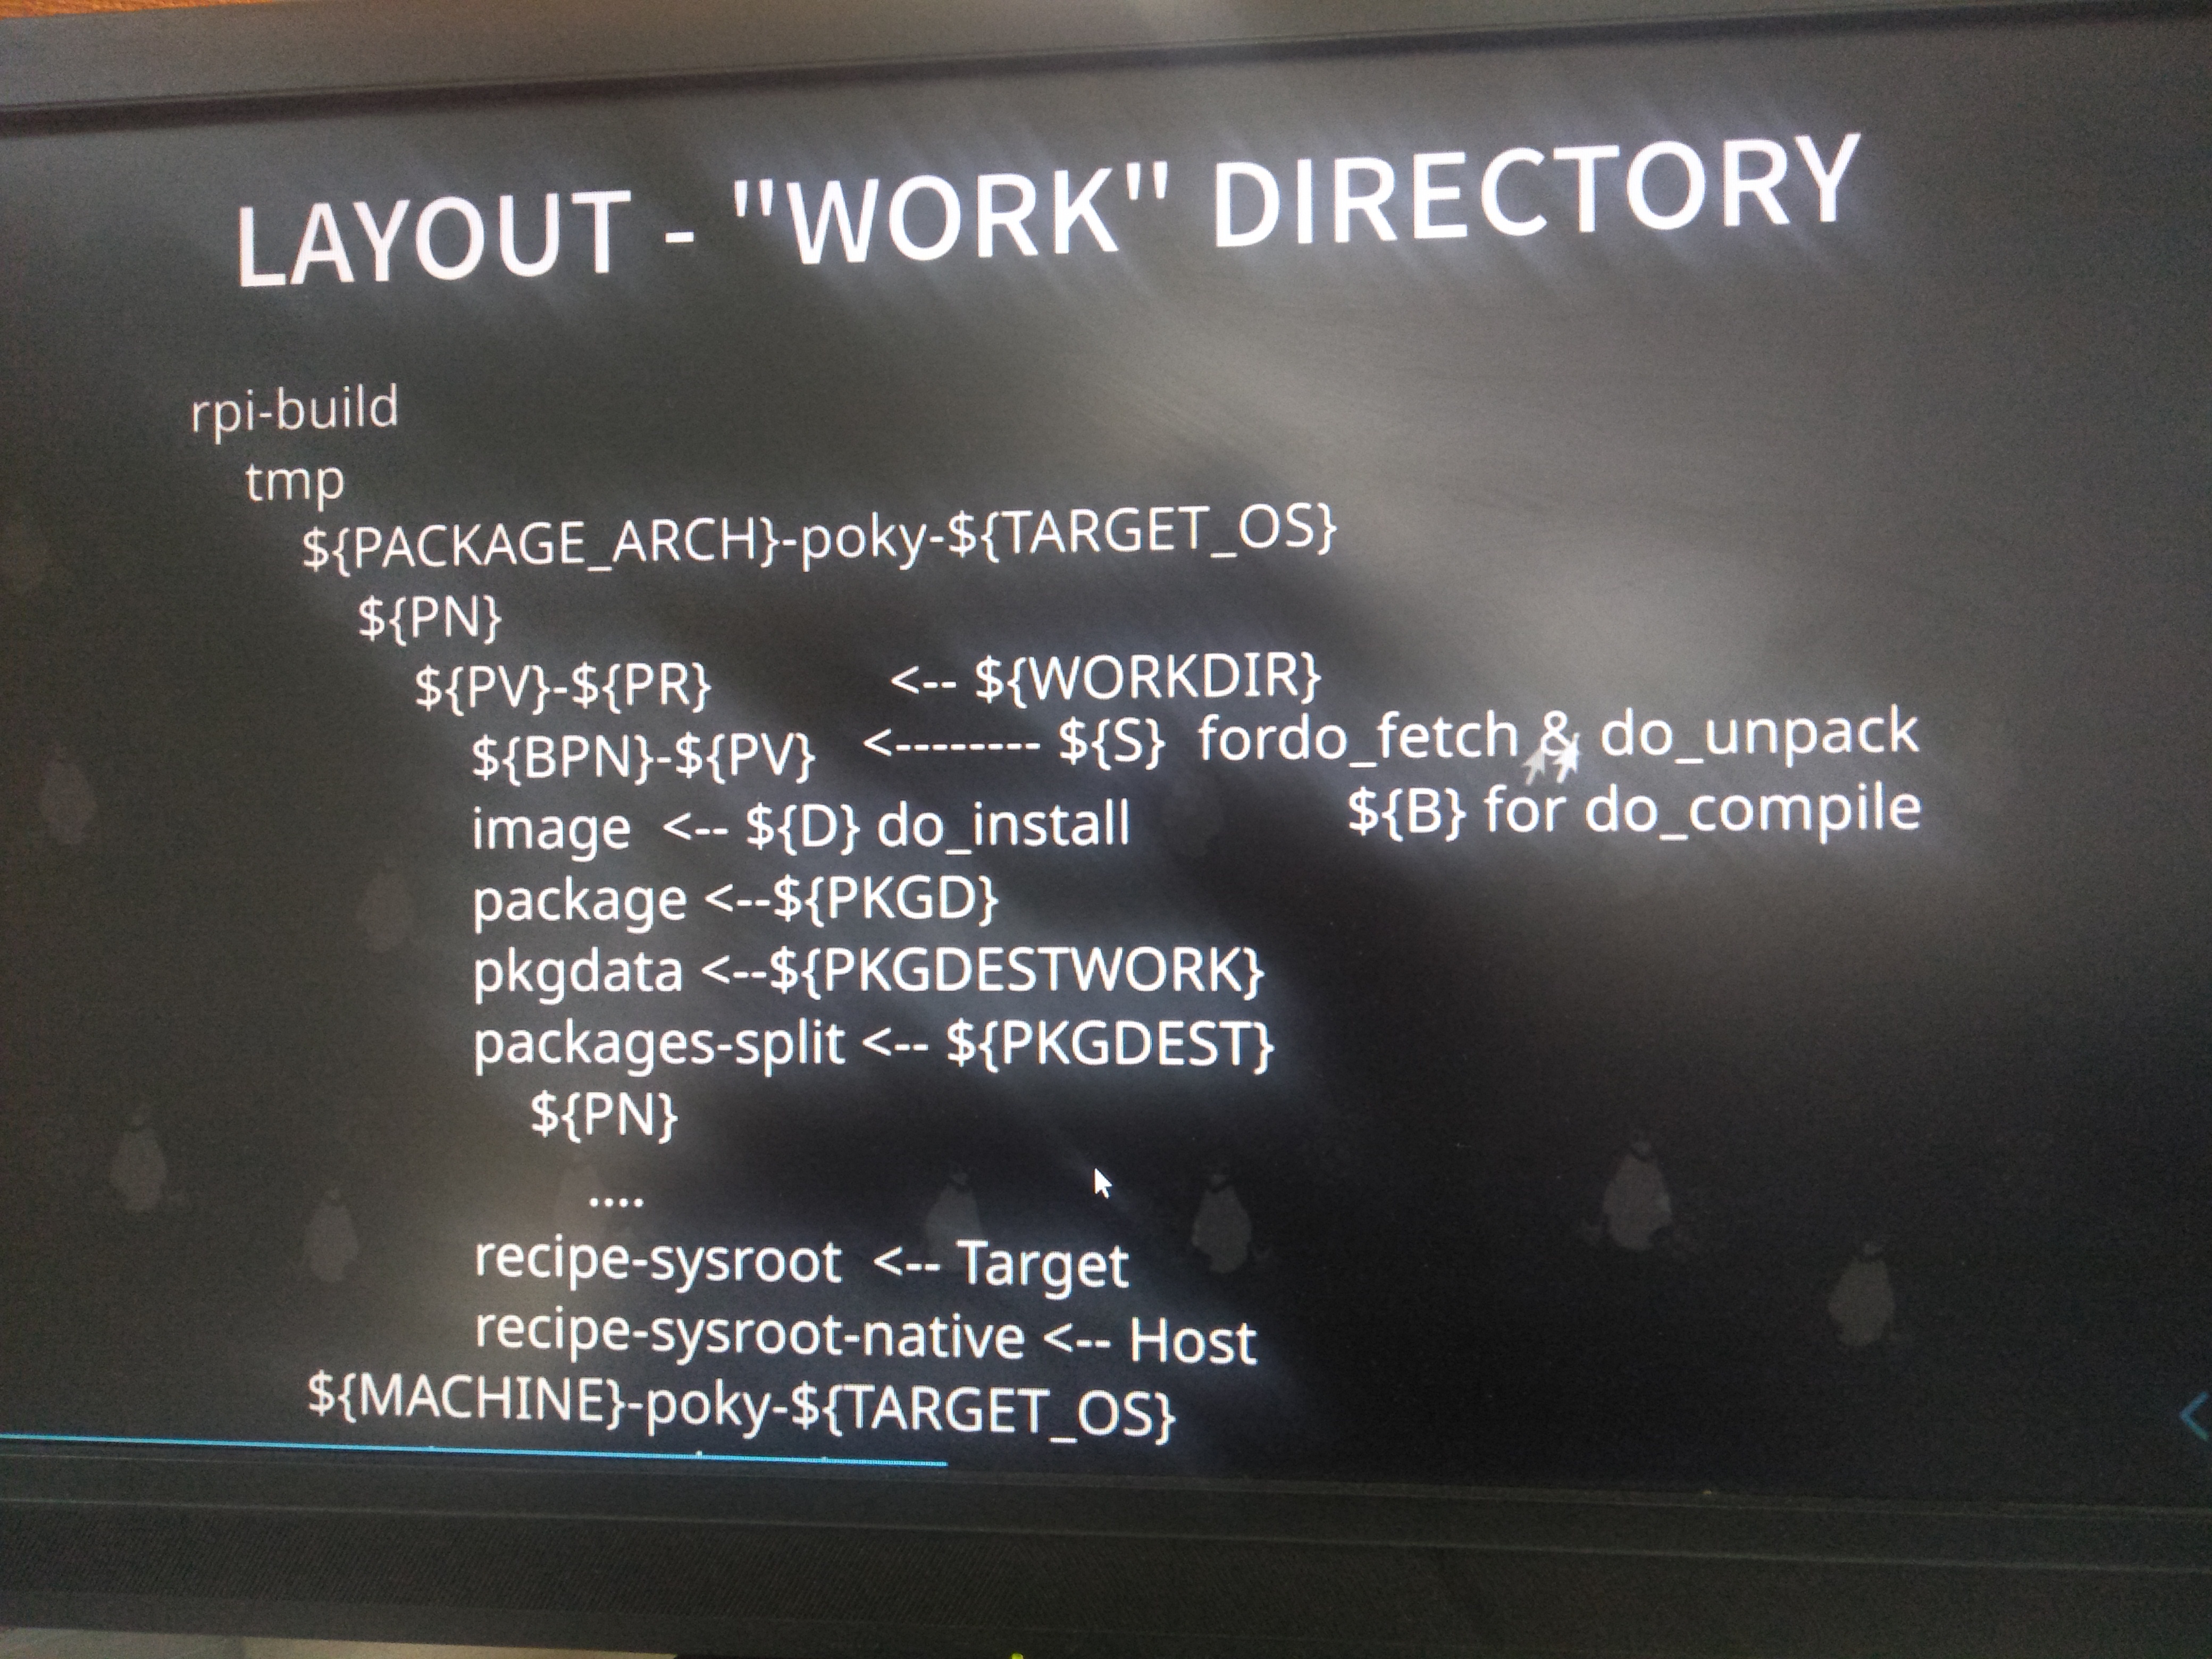 LAYOUT - "WORK" DIRECTORY
rpi-build
tmp
${PACKAGE_ARCH}-poky-${TARGET_OS}
${PN}
${PV}-${PR} <-- ${WORKDIR}
${BPN}-${PV} <-------- ${S} fordo_fetch & do_unpack
image <-- ${D} do_install ${B} for do_compile
package <--${PKGD}
pkgdata <--${PKGDESTWORK}
packages-split <-- ${PKGDEST}
${PN}
....
recipe-sysroot <-- Target
recipe-sysroot-native <-- Host
${MACHINE}-poky-${TARGET_OS}